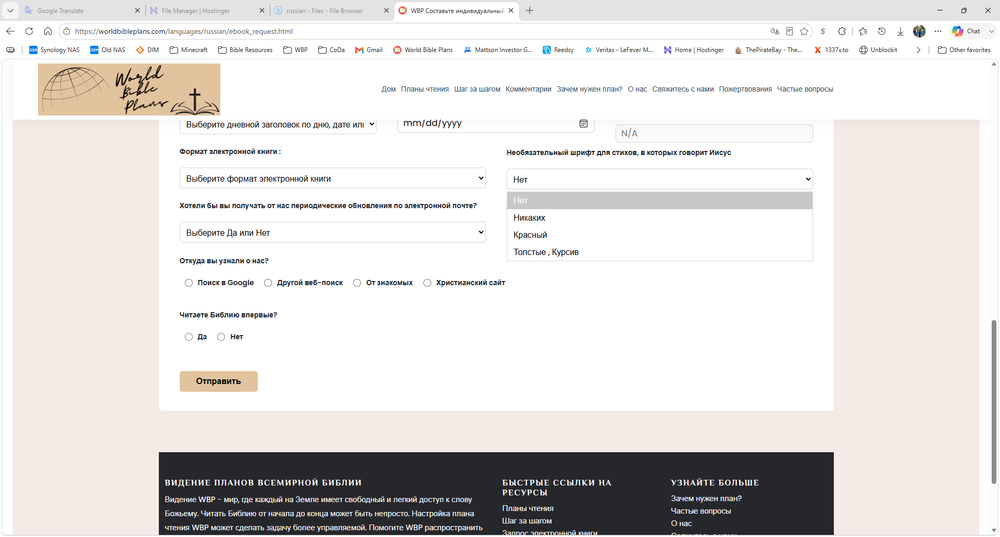 Google Translate
File Manager | Hostinger
russian - Files - File Browser
WBP Составьте индивидуальный
https://worldbibleplans.com/languages/russian/ebook_request.html
Chat
Synology NAS
Old NAS
DIM
Minecraft
Bible Resources
WBP
CoDa
Gmail
World Bible Plans
Mattson Investor G...
Reedsy
Veritas - LeFever M...
Home | Hostinger
ThePirateBay - The...
1337x.to
Unblockit
Other favorites
World
Bible
Plans
Дом Планы чтения Шаг за шагом Комментарии Зачем нужен план? О нас Свяжитесь с нами Пожертвования Частые вопросы
Выберите дневной заголовок по дню, дате или
mm/dd/yyyy
N/A
Формат электронной книги :
Необязательный шрифт для стихов, в которых говорит Иисус
Выберите формат электронной книги
Нет
Нет
Никаких
Красный
Толстые , Курсив
Хотели бы вы получать от нас периодические обновления по электронной почте?
Выберите Да или Нет
Откуда вы узнали о нас?
Поиск в Google Другой веб-поиск От знакомых Христианский сайт
Читаете Библию впервые?
Да Нет
Отправить
ВИДЕНИЕ ПЛАНОВ ВСЕМИРНОЙ БИБЛИИ
Видение WBP - мир, где каждый на Земле имеет свободный и легкий доступ к слову
Божьему. Читать Библию от начала до конца может быть непросто. Настройка плана
чтения WBP может сделать задачу более управляемой. Помогите WBP распространить
БЫСТРЫЕ ССЫЛКИ НА
РЕСУРСЫ
Планы чтения
Шаг за шагом
Запрос электронной книги
УЗНАЙТЕ БОЛЬШЕ
Зачем нужен план?
Частые вопросы
О нас
Свяжитесь с нами